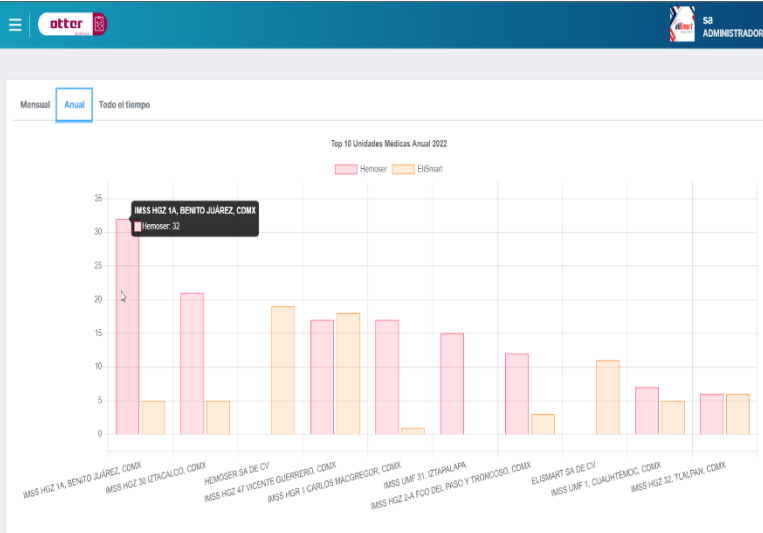 otter
sa
ADMINISTRADOR
Mensual Anual Todo el tiempo
Top 10 Unidades Médicas Anual 2022
Hemoser EliSmart
35
IMSS HGZ 1A, BENITO JUÁREZ, CDMX
Hemoser: 32
30
25
20
15
10
5
0
IMSS HGZ 1A, BENITO JUÁREZ, CDMX
IMSS HGZ 30 IZTACALCO, CDMX
HEMOSER SA DE CV
IMSS HGZ 47 VICENTE GUERRERO, CDMX
IMSS HGR 1 CARLOS MACGREGOR, CDMX
IMSS UMF 31, IZTAPALAPA
IMSS HGZ 2-A FCO DEL PASO Y TRONCOSO, CDMX
ELISMART SA DE CV
IMSS UMF 1, CUAUHTÉMOC, CDMX
IMSS HGZ 32, TLALPAN, CDMX